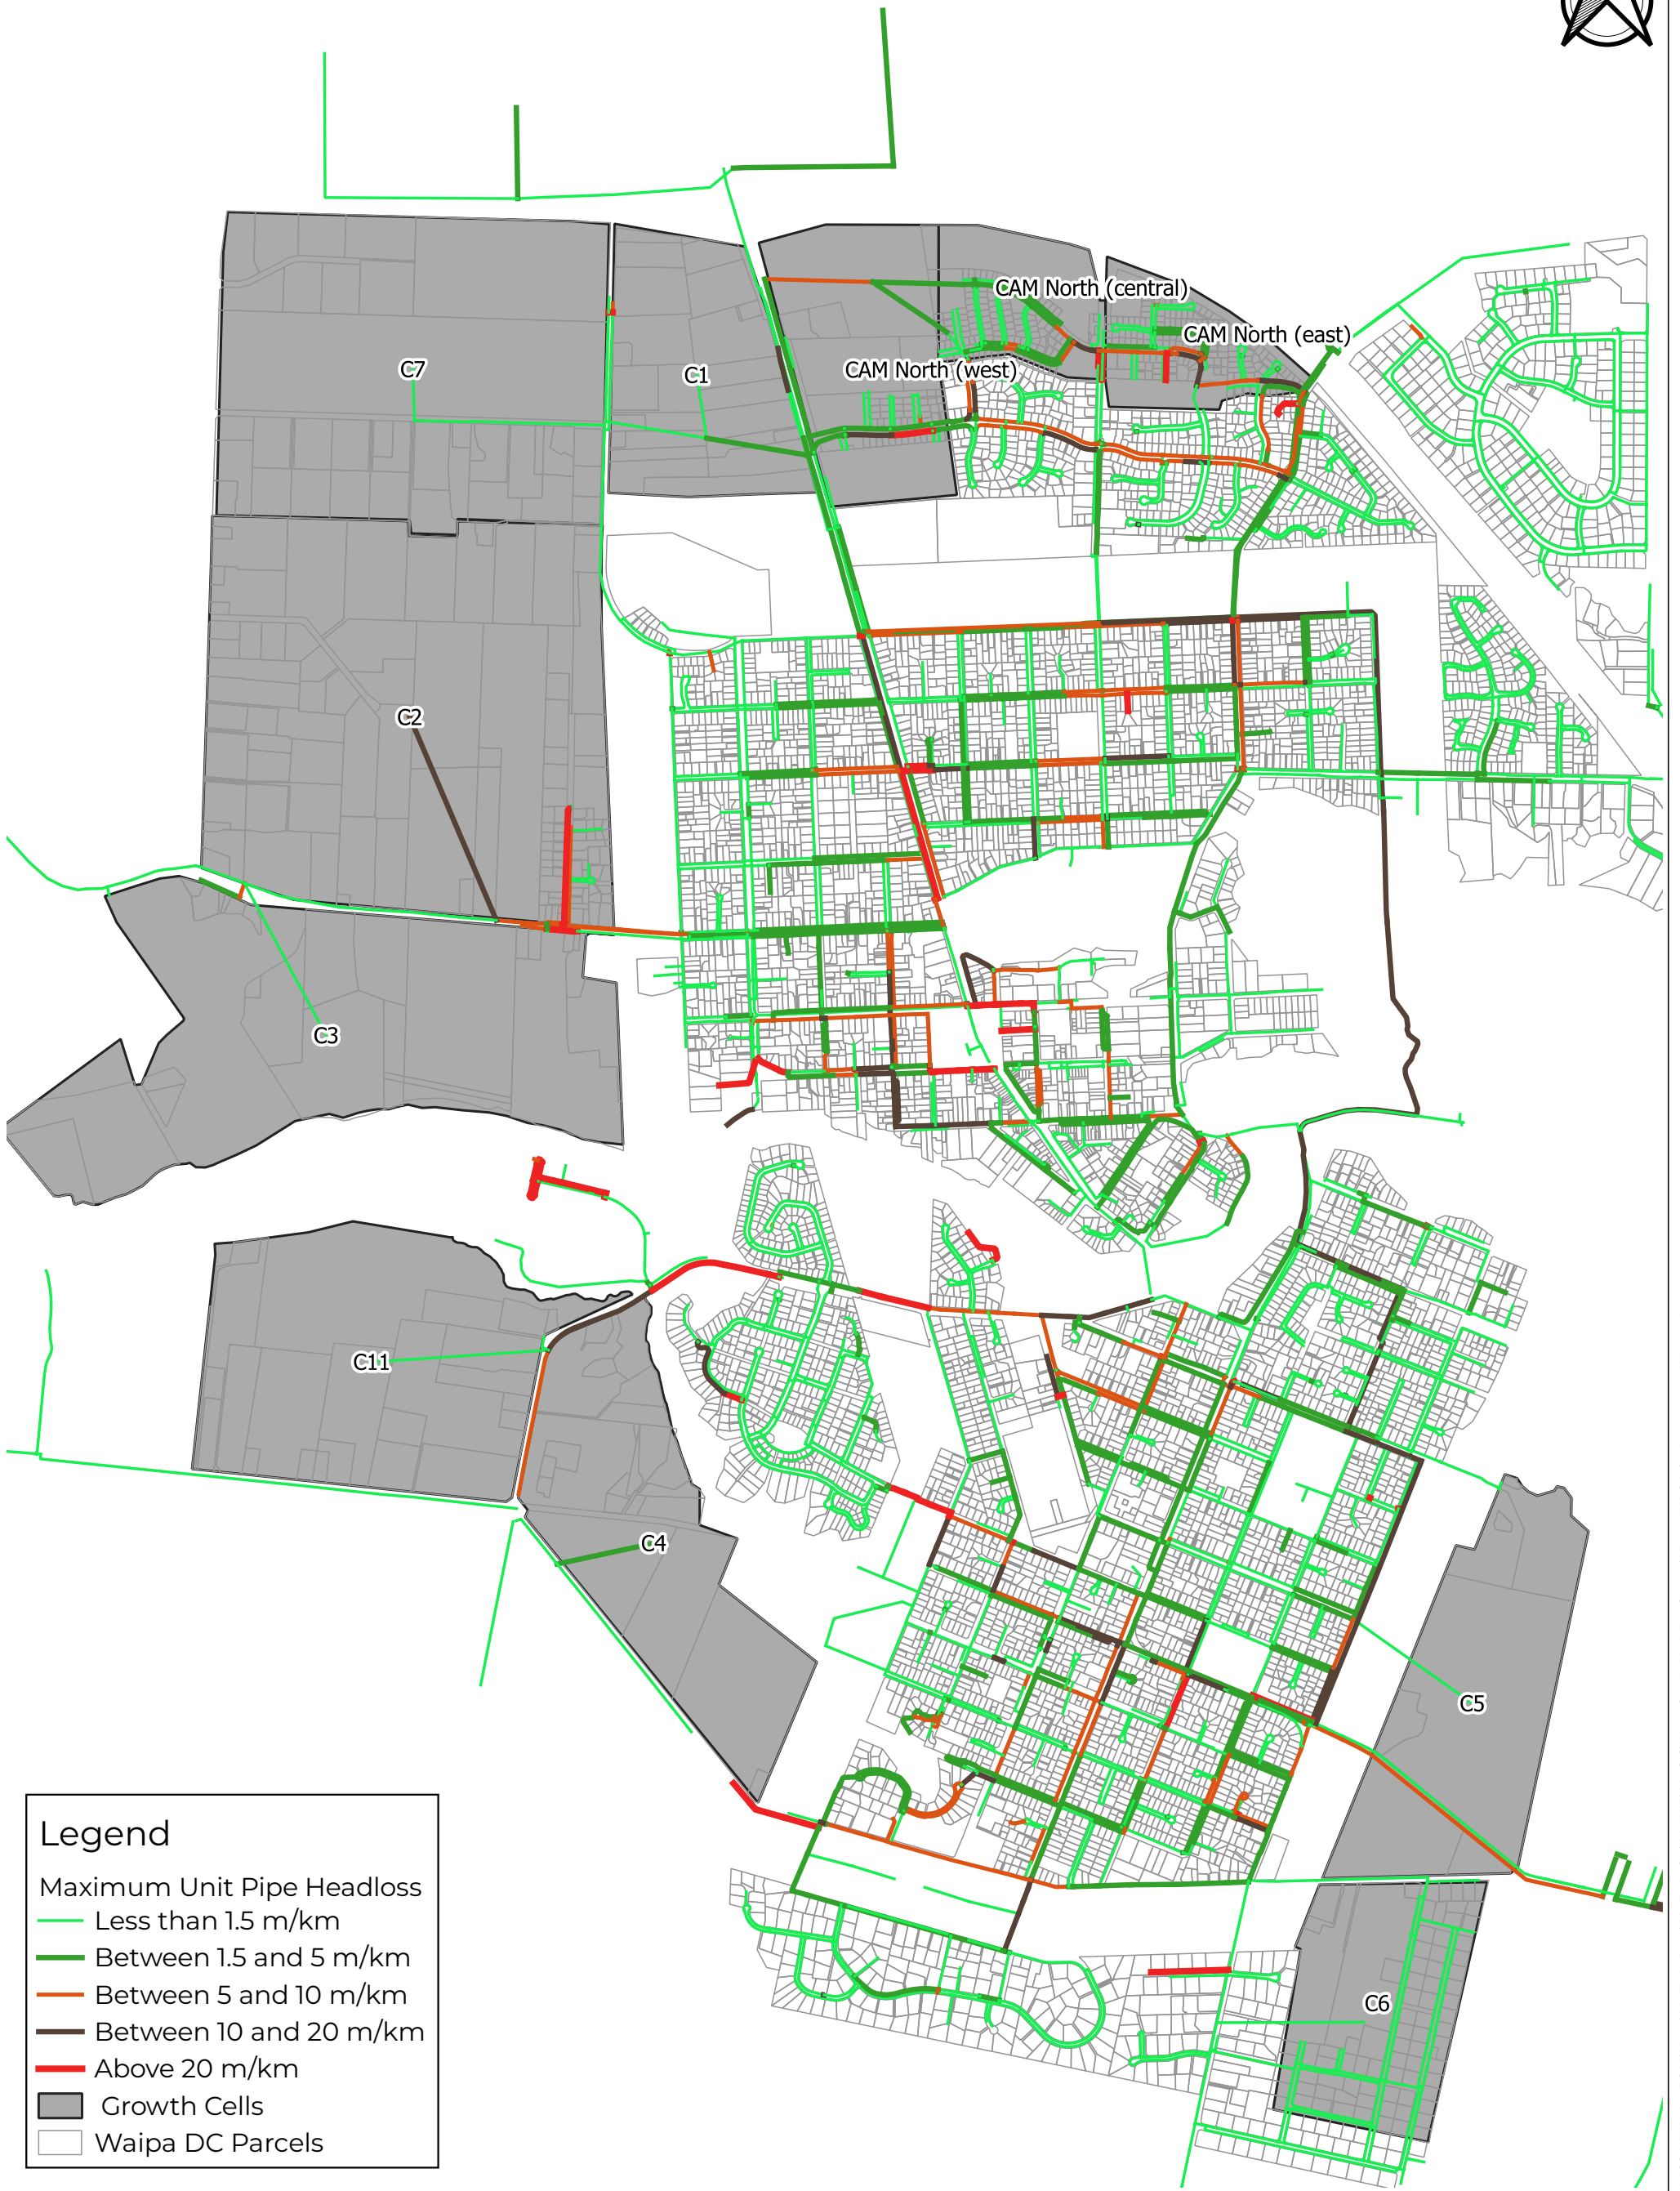 CAM North (central)
CAM North (east)
C7
C1
CAM North (west)
C2
C3
C11
C4
C5
C6
Legend
Maximum Unit Pipe Headloss
Less than 1.5 m/km
Between 1.5 and 5 m/km
Between 5 and 10 m/km
Between 10 and 20 m/km
Above 20 m/km
Growth Cells
Waipa DC Parcels